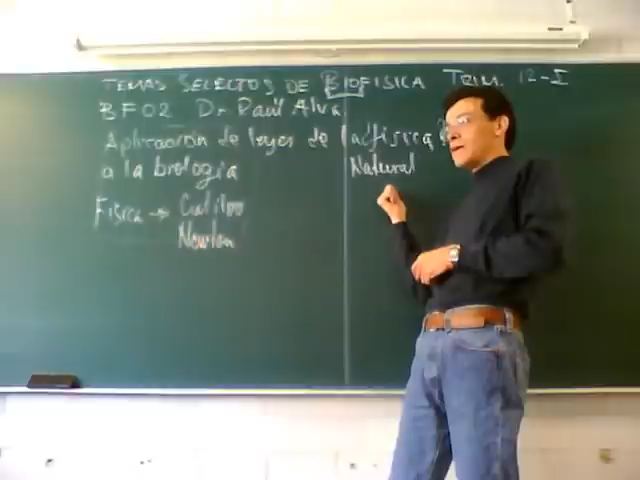 TEMAS SELECTOS DE BIOFISICA TRIM. 12-I
BF02 Dr Raúl Alva
Aplicación de leyes de la física
a la biología
Natural
Física → Galileo
Newton